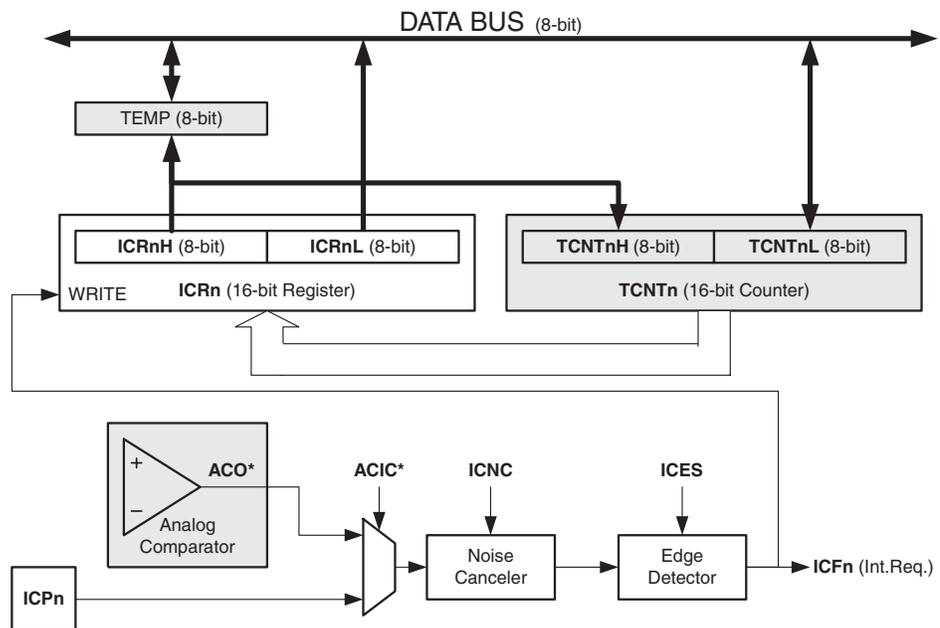 DATA BUS (8-bit)
TEMP (8-bit)
ICRnH (8-bit) ICRnL (8-bit) TCNTnH (8-bit) TCNTnL (8-bit)
WRITE ICRn (16-bit Register) TCNTn (16-bit Counter)
+ ACO* ACIC* ICNC ICES
−
Analog
Comparator
Noise
Canceler
Edge
Detector
ICFn (Int.Req.)
ICPn